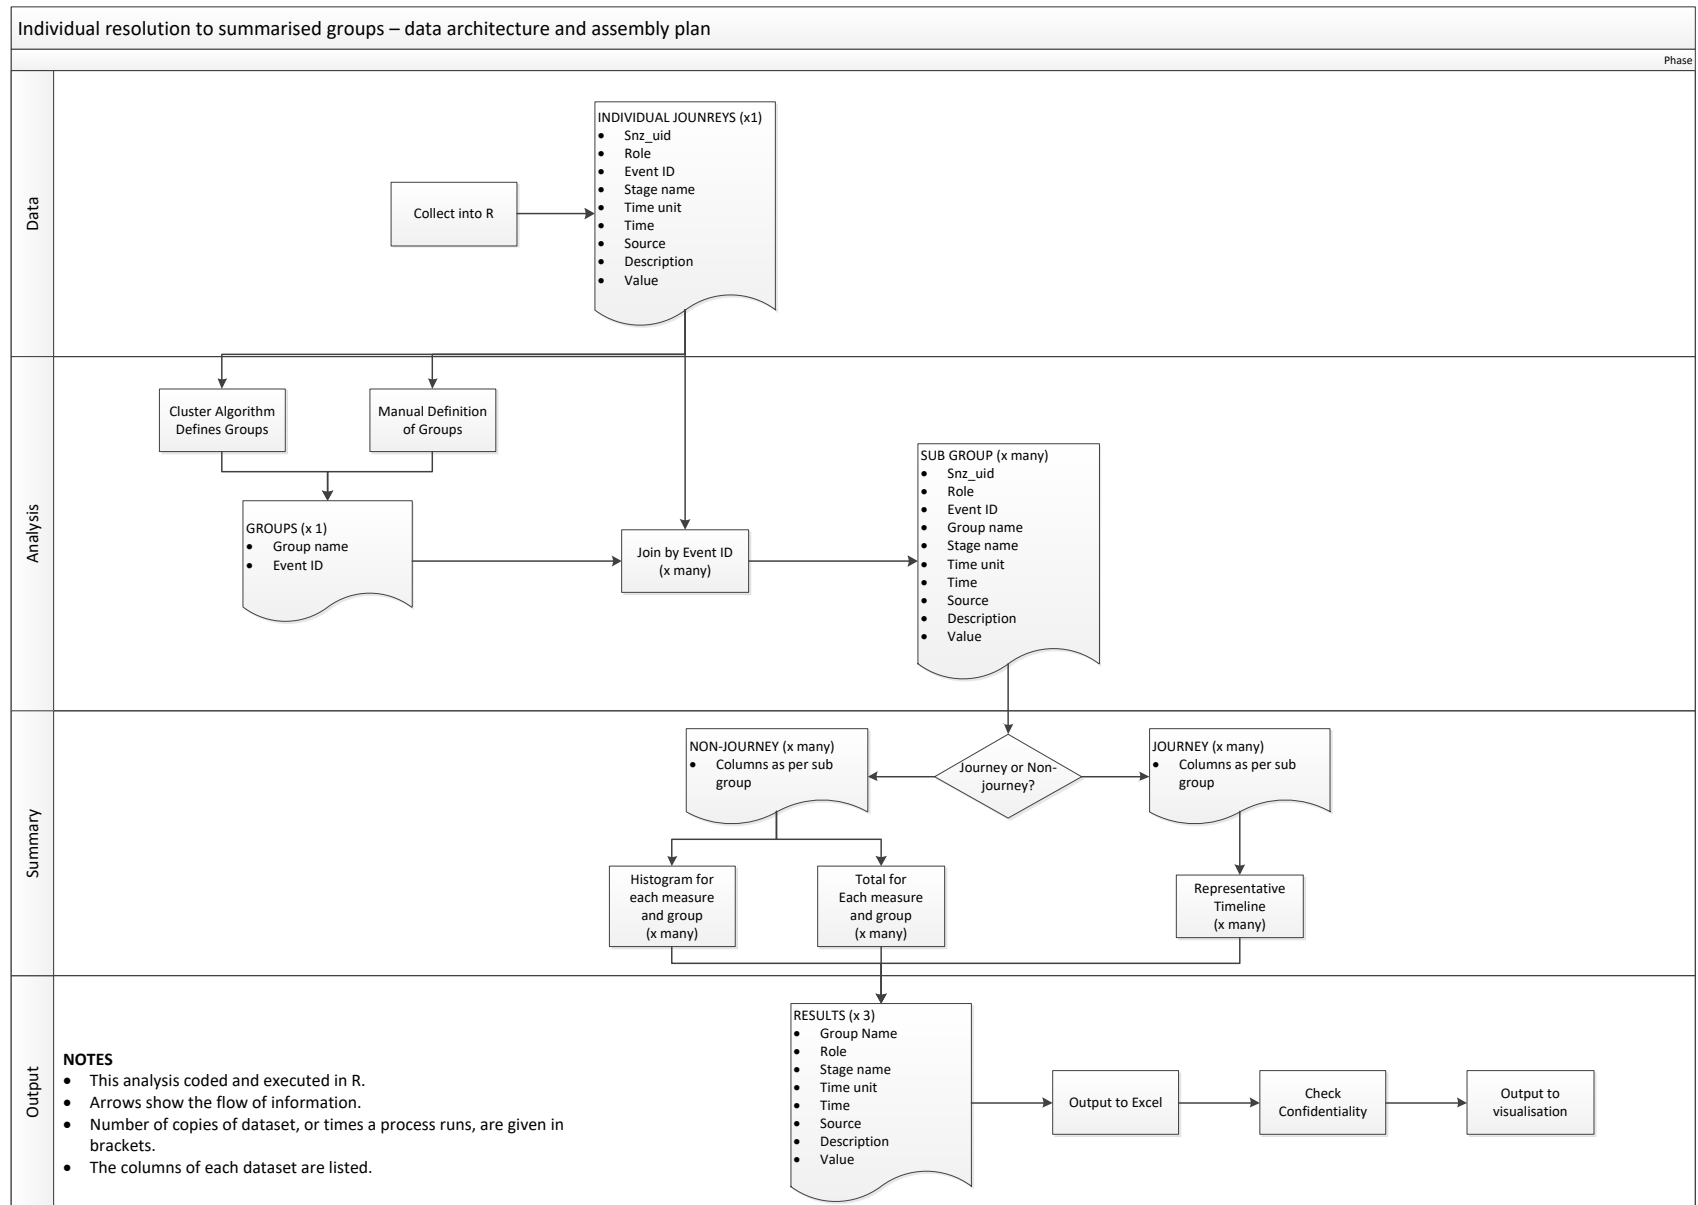 Individual resolution to summarised groups – data architecture and assembly plan
Phase
Data
Collect into R
INDIVIDUAL JOUNREYS (x1)
• Snz_uid
• Role
• Event ID
• Stage name
• Time unit
• Time
• Source
• Description
• Value
Analysis
Cluster Algorithm
Defines Groups
Manual Definition
of Groups
GROUPS (x 1)
• Group name
• Event ID
Join by Event ID
(x many)
SUB GROUP (x many)
• Snz_uid
• Role
• Event ID
• Group name
• Stage name
• Time unit
• Time
• Source
• Description
• Value
Summary
NON-JOURNEY (x many)
• Columns as per sub
group
Journey or Non-
journey?
JOURNEY (x many)
• Columns as per sub
group
Histogram for
each measure
and group
(x many)
Total for
Each measure
and group
(x many)
Representative
Timeline
(x many)
Output
NOTES
• This analysis coded and executed in R.
• Arrows show the flow of information.
• Number of copies of dataset, or times a process runs, are given in
brackets.
• The columns of each dataset are listed.
RESULTS (x 3)
• Group Name
• Role
• Stage name
• Time unit
• Time
• Source
• Description
• Value
Output to Excel
Check
Confidentiality
Output to
visualisation